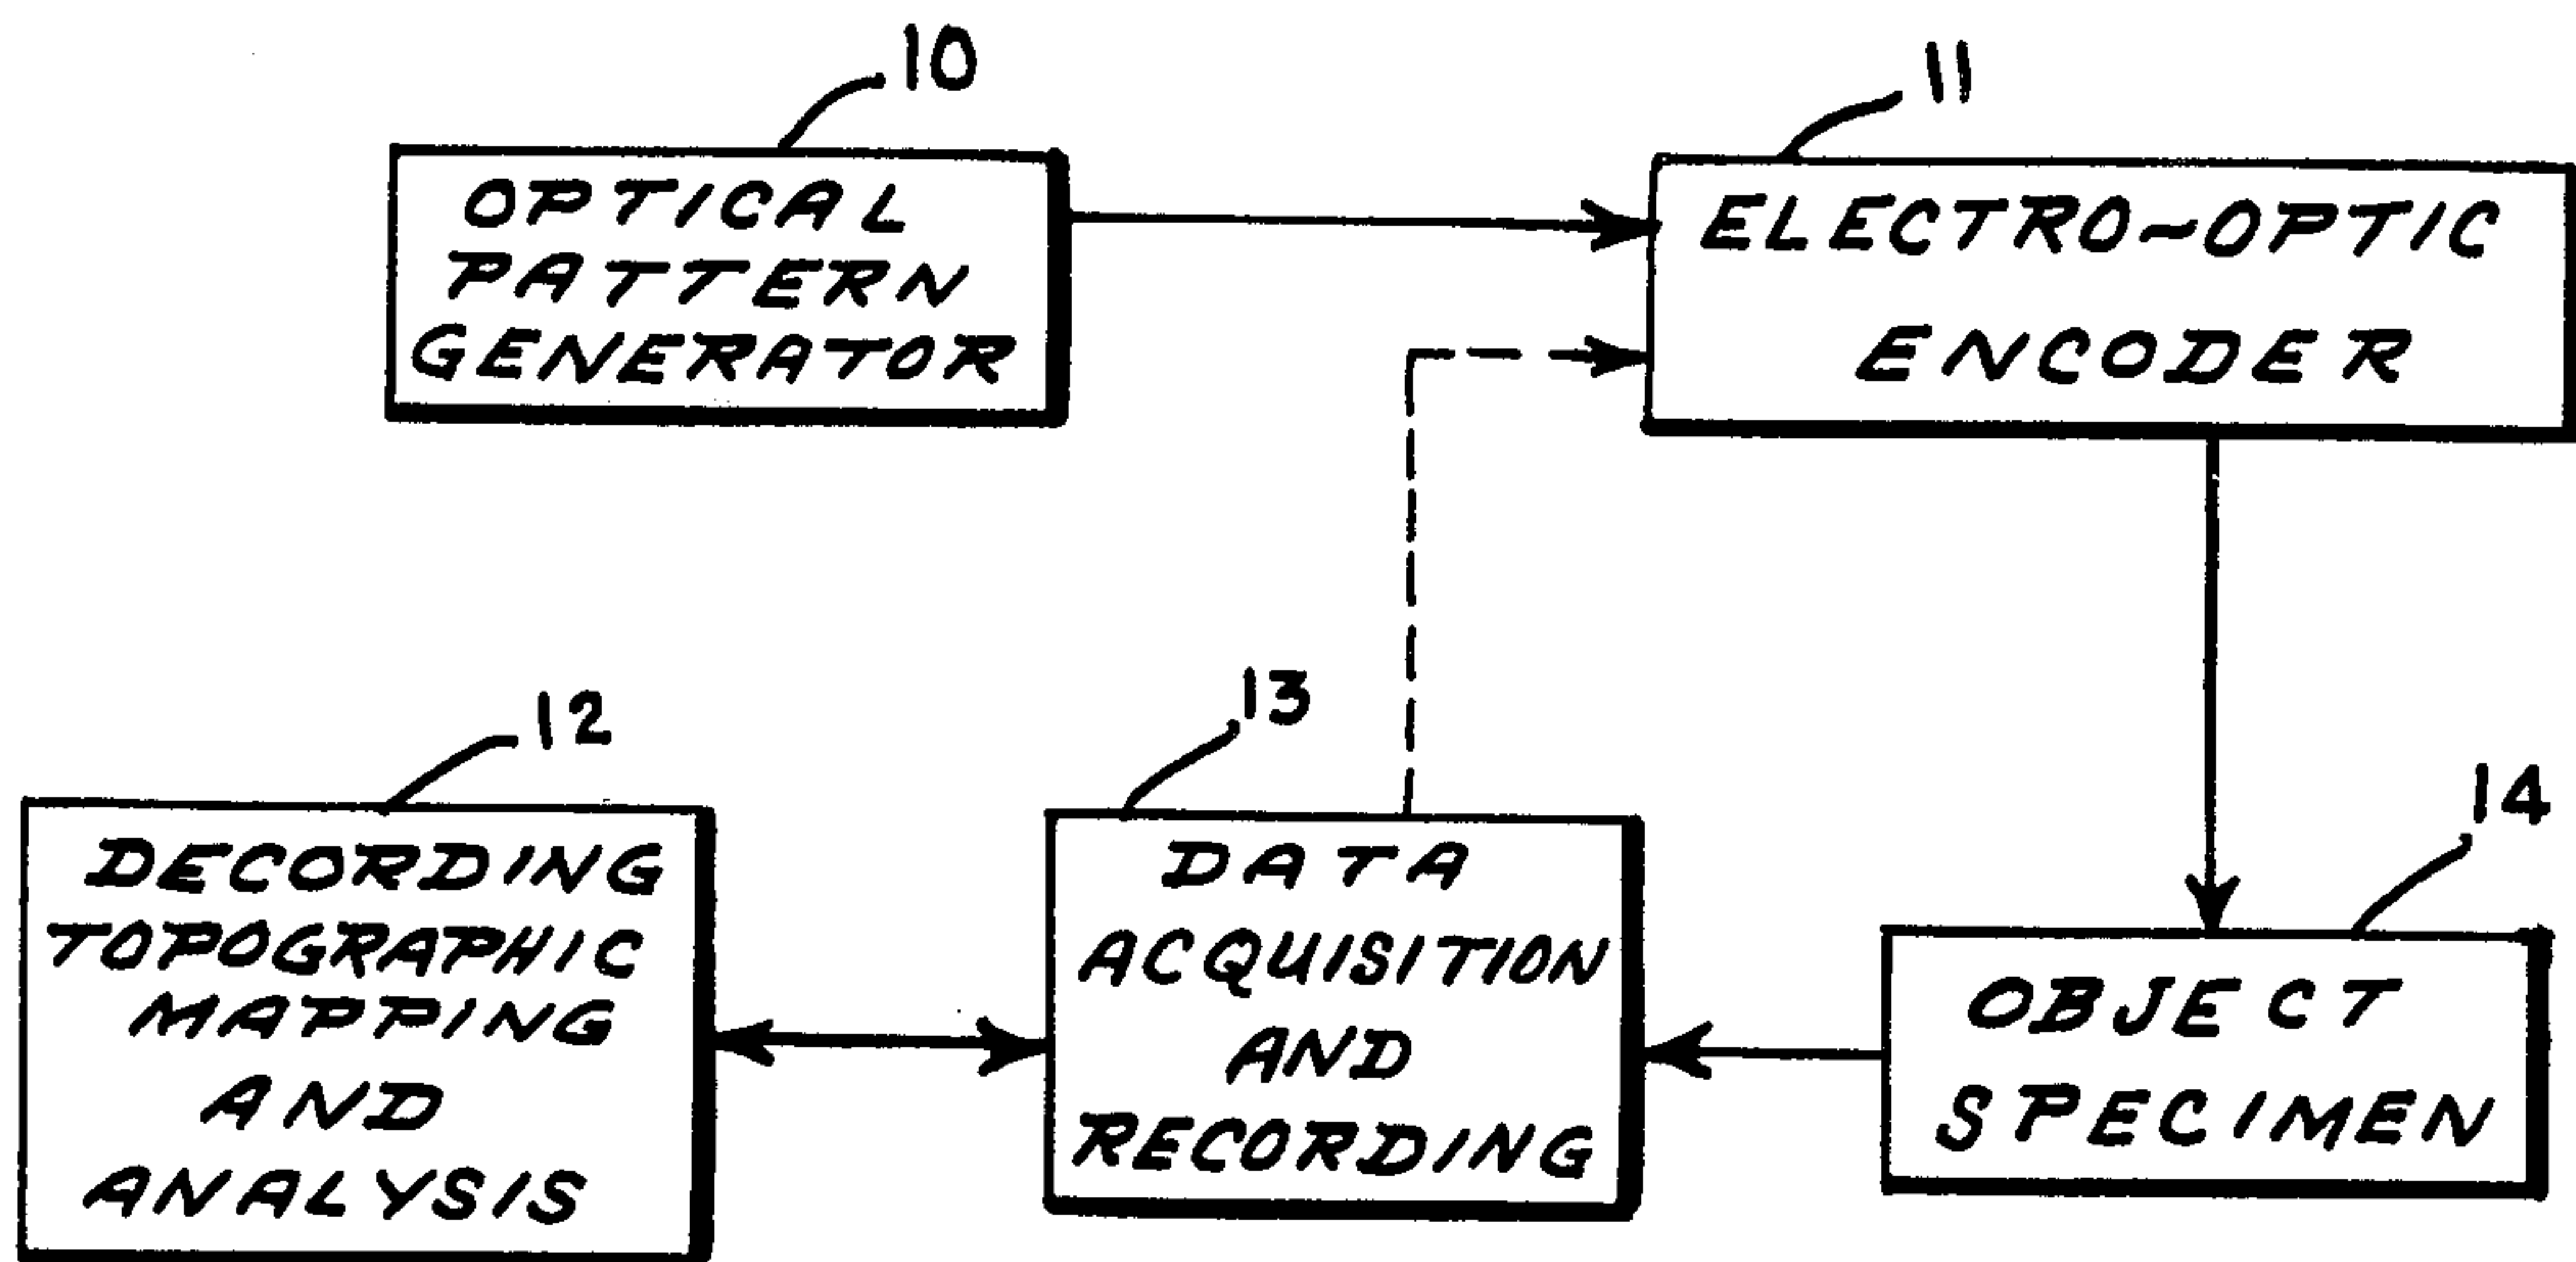 10
OPTICAL
PATTERN
GENERATOR
11
ELECTRO~OPTIC
ENCODER
12
DECORDING
TOPOGRAPHIC
MAPPING
AND
ANALYSIS
13
DATA
ACQUISITION
AND
RECORDING
14
OBJECT
SPECIMEN